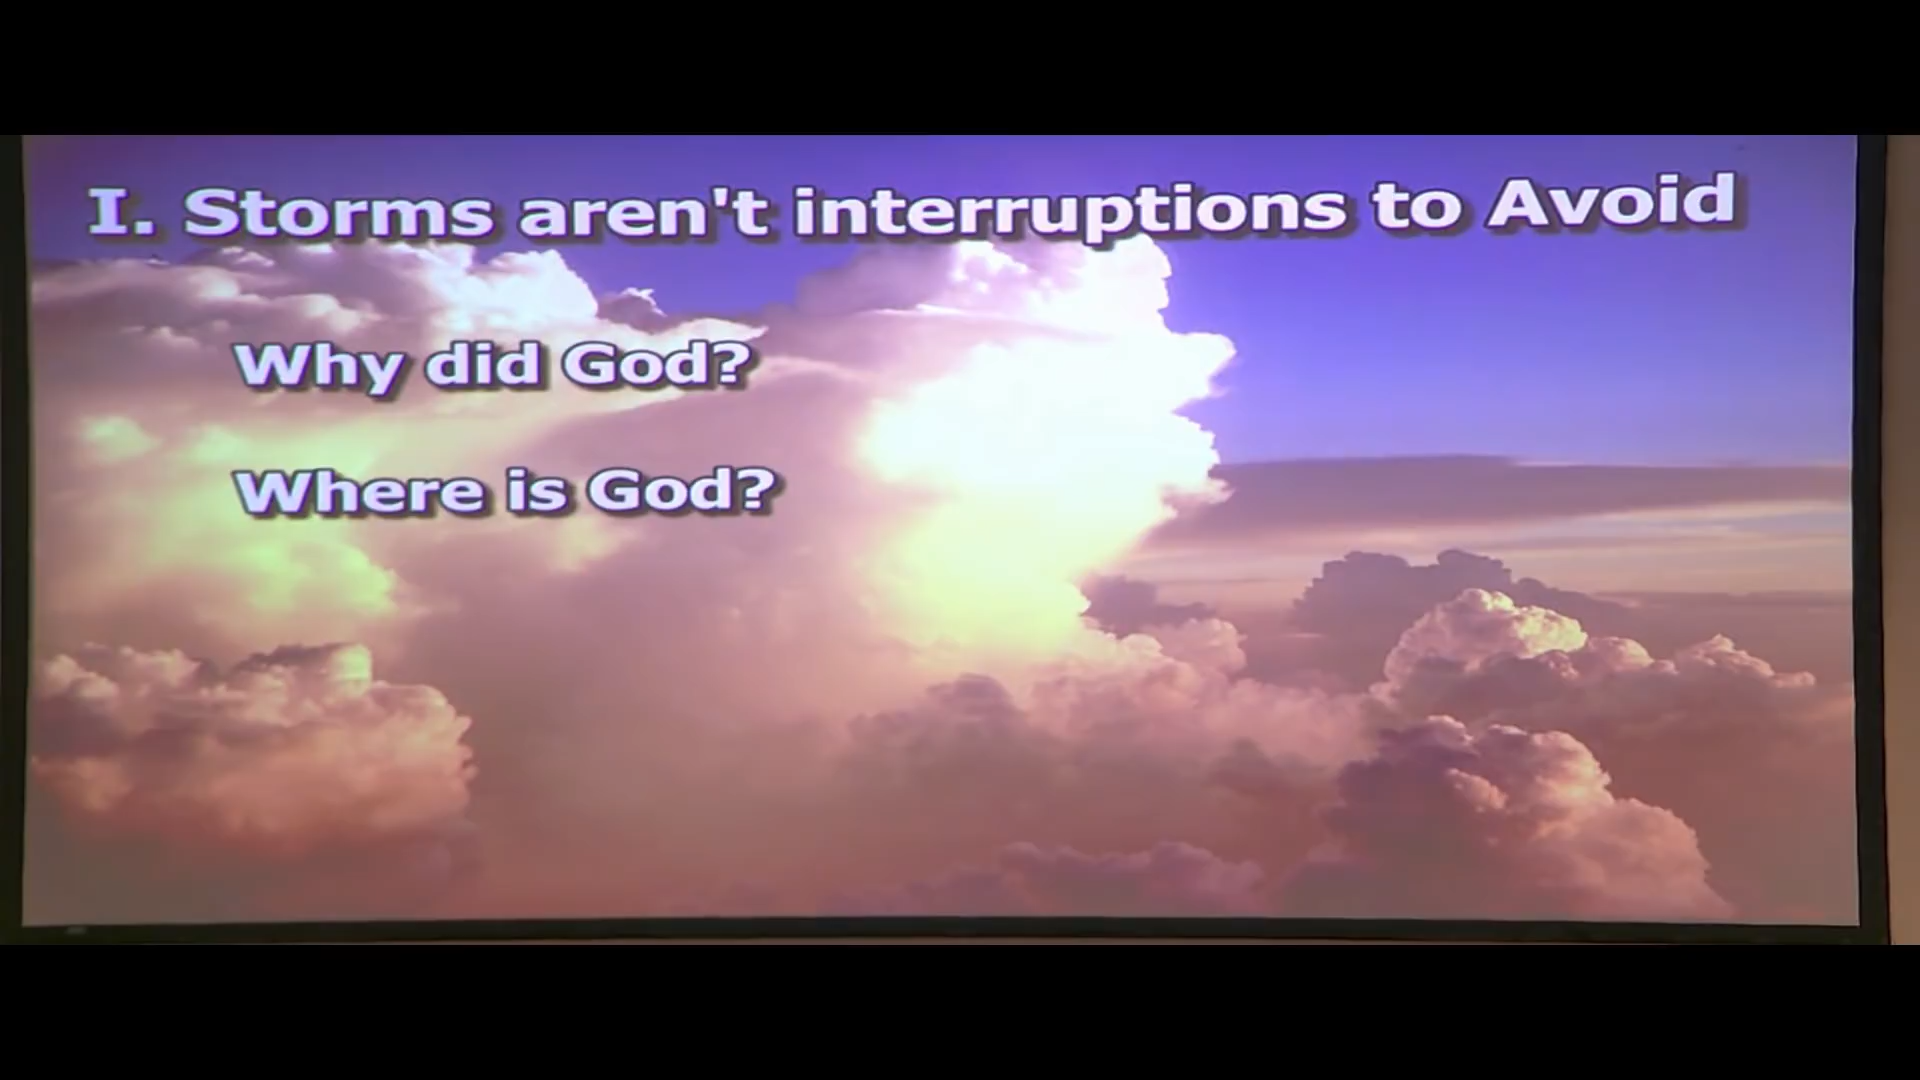 I. Storms aren't interruptions to Avoid
Why did God?
Where is God?